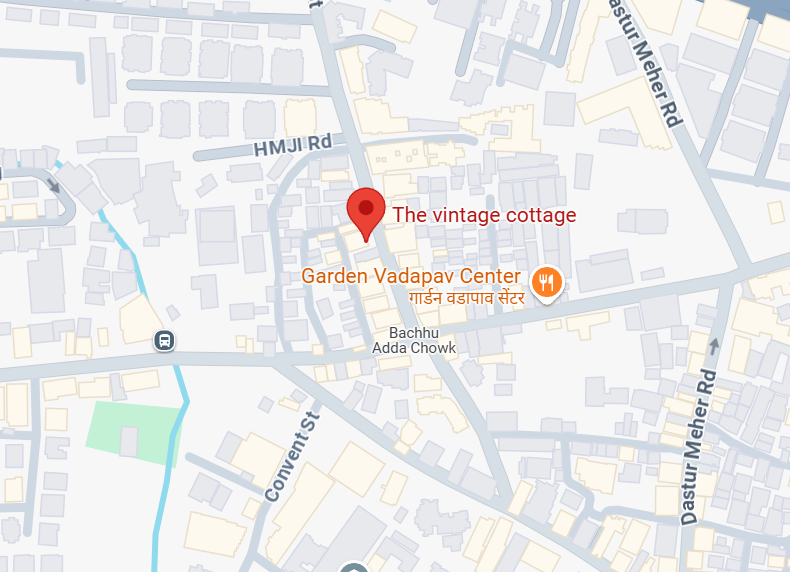 Dastur Meher Rd
HMJI Rd
The vintage cottage
Garden Vadapav Center
गार्डन वडापाव सेंटर
Bachhu
Adda Chowk
Convent St
Dastur Meher Rd